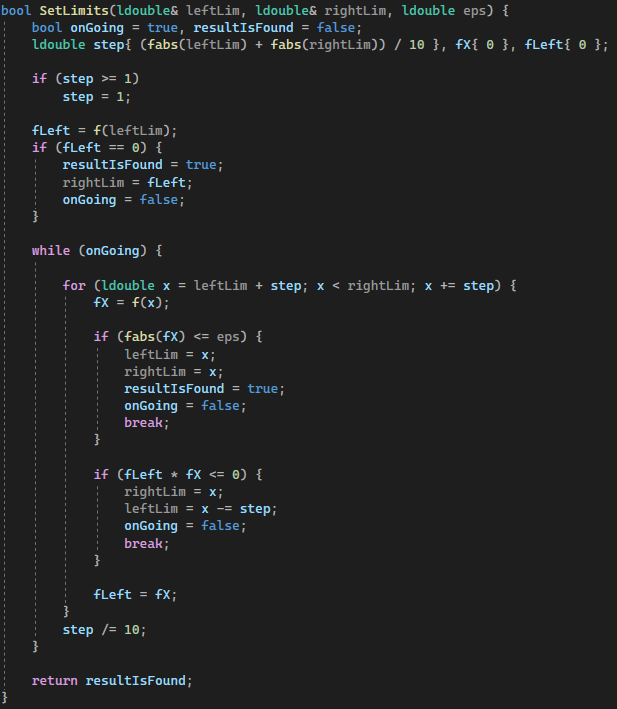 bool SetLimits(ldouble& leftLim, ldouble& rightLim, ldouble eps) {
    bool onGoing = true, resultIsFound = false;
    ldouble step{ (fabs(leftLim) + fabs(rightLim)) / 10 }, fX{ 0 }, fLeft{ 0 };

    if (step >= 1)
        step = 1;

    fLeft = f(leftLim);
    if (fLeft == 0) {
        resultIsFound = true;
        rightLim = fLeft;
        onGoing = false;
    }

    while (onGoing) {

        for (ldouble x = leftLim + step; x < rightLim; x += step) {
            fX = f(x);

            if (fabs(fX) <= eps) {
                leftLim = x;
                rightLim = x;
                resultIsFound = true;
                onGoing = false;
                break;
            }

            if (fLeft * fX <= 0) {
                rightLim = x;
                leftLim = x -= step;
                onGoing = false;
                break;
            }

            fLeft = fX;
        }
        step /= 10;
    }

    return resultIsFound;
}